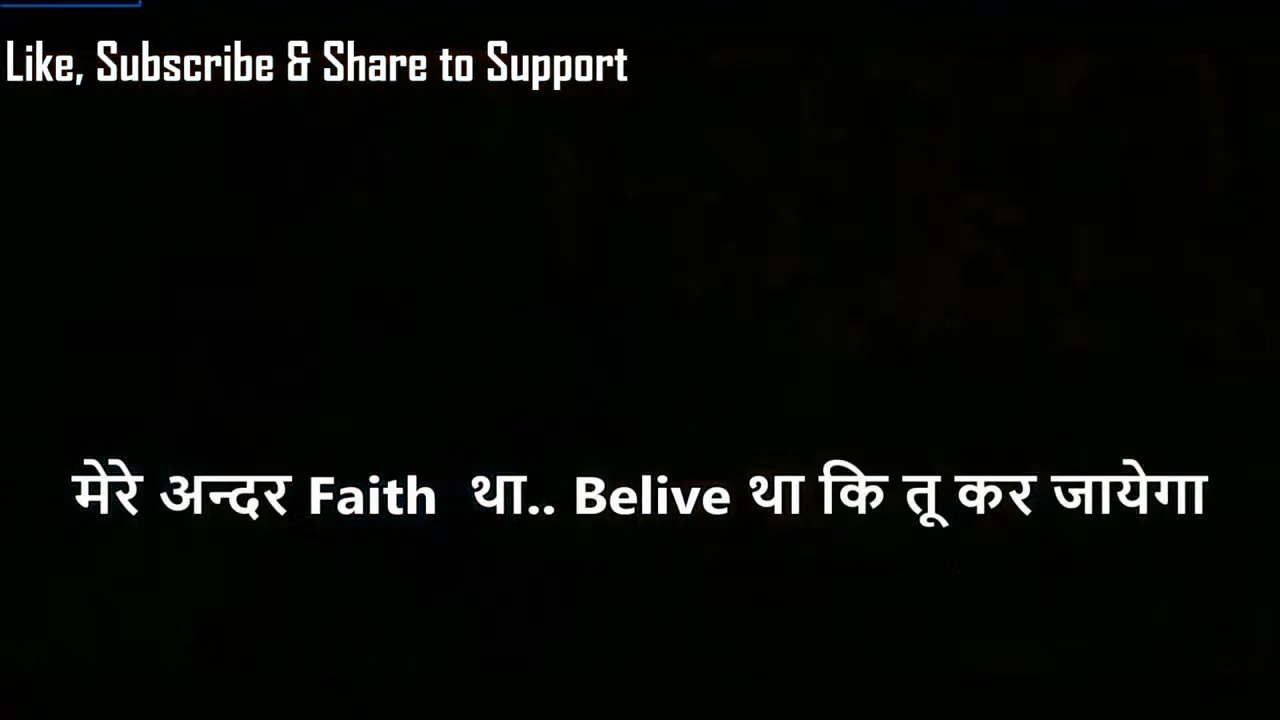 Like, Subscribe & Share to Support
मेरे अन्दर Faith था.. Belive था कि तू कर जायेगा